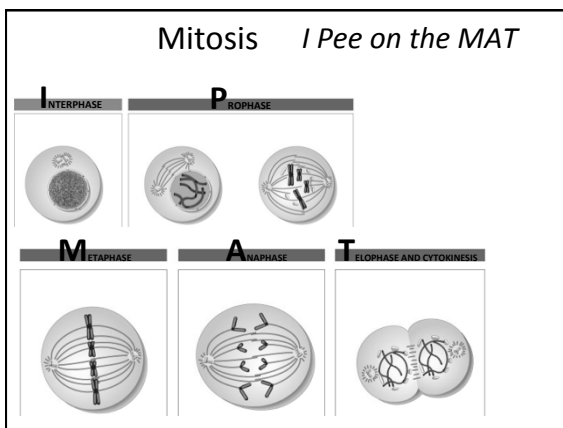 Mitosis I Pee on the MAT
INTERPHASE PROPHASE
METAPHASE ANAPHASE TELOPHASE AND CYTOKINESIS